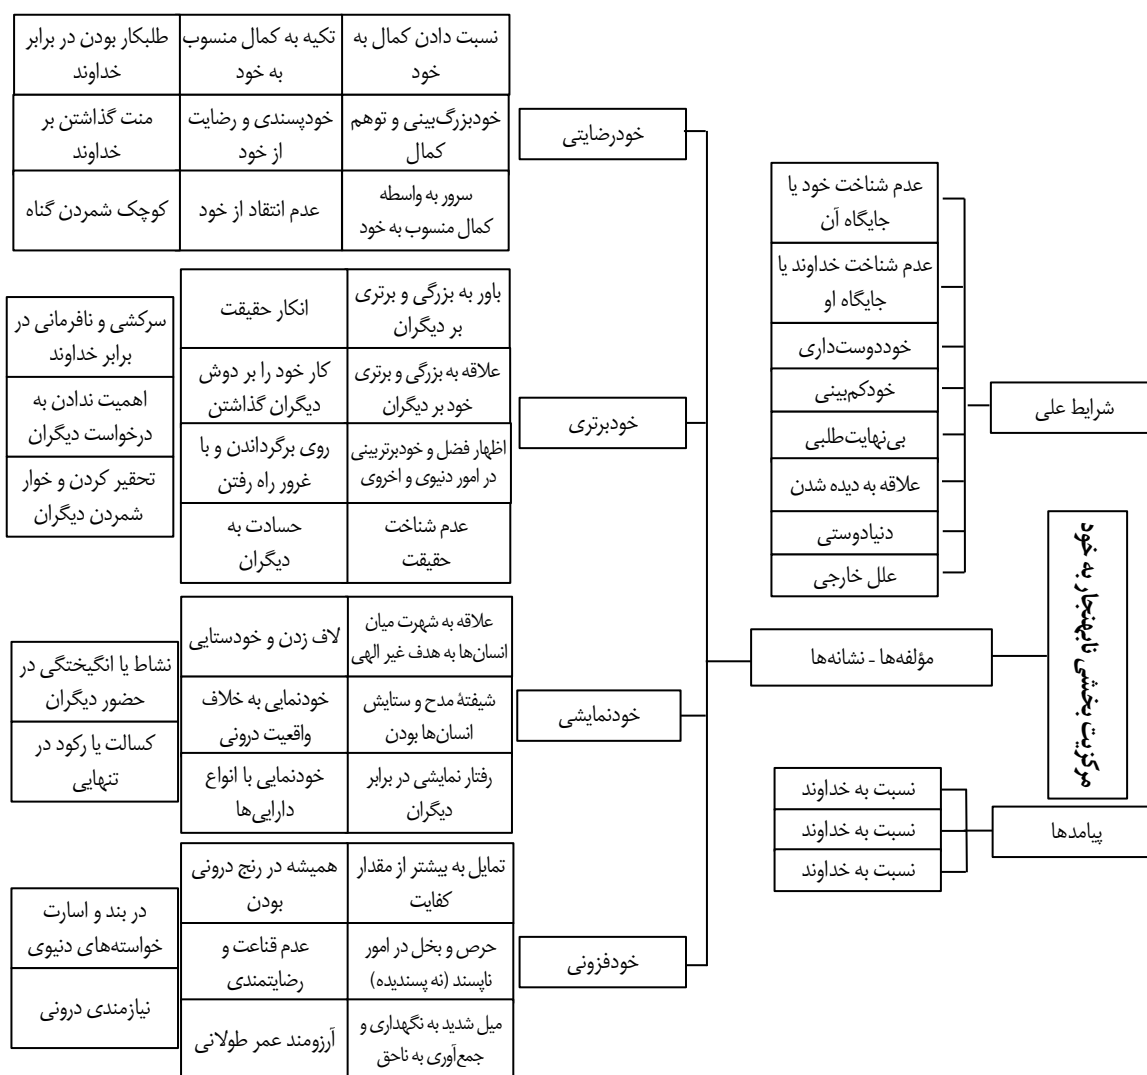 مرکزیت بخشی نابهنجار به خود
شرایط علی
عدم شناخت خود یا
جایگاه آن
عدم شناخت خداوند یا
جایگاه او
خوددوست‌داری
خودکم‌بینی
بی‌نهایت‌طلبی
علاقه به دیده شدن
دنیادوستی
علل خارجی
مؤلفه‌ها - نشانه‌ها
خودرضایتی
نسبت دادن کمال به
خود
تکیه به کمال منسوب
به خود
طلبکار بودن در برابر
خداوند
خودبزرگ‌بینی و توهم
کمال
خودپسندی و رضایت
از خود
منت گذاشتن بر
خداوند
سرور به واسطه
کمال منسوب به خود
عدم انتقاد از خود
کوچک شمردن گناه
خودبرتری
باور به بزرگی و برتری
بر دیگران
انکار حقیقت
علاقه به بزرگی و برتری
خود بر دیگران
کار خود را بر دوش
دیگران گذاشتن
اظهار فضل و خودبرتربینی
در امور دنیوی و اخروی
روی برگرداندن و با
غرور راه رفتن
عدم شناخت
حقیقت
حسادت به
دیگران
سرکشی و نافرمانی در
برابر خداوند
اهمیت ندادن به
درخواست دیگران
تحقیر کردن و خوار
شمردن دیگران
خودنمایشی
علاقه به شهرت میان
انسان‌ها به هدف غیر الهی
لاف زدن و خودستایی
شیفتهٔ مدح و ستایش
انسان‌ها بودن
خودنمایی به خلاف
واقعیت درونی
رفتار نمایشی در برابر
دیگران
خودنمایی با انواع
دارایی‌ها
نشاط یا انگیختگی در
حضور دیگران
کسالت یا رکود در
تنهایی
خودفزونی
تمایل به بیشتر از مقدار
کفایت
همیشه در رنج درونی
بودن
حرص و بخل در امور
ناپسند (نه پسندیده)
عدم قناعت و
رضایتمندی
میل شدید به نگهداری و
جمع‌آوری به ناحق
آرزومند عمر طولانی
در بند و اسارت
خواسته‌های دنیوی
نیازمندی درونی
پیامدها
نسبت به خداوند
نسبت به خداوند
نسبت به خداوند